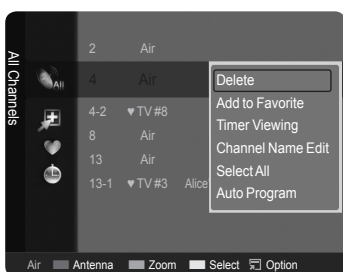 All Channels
All
2 Air
4 Air
4-2 ♥ TV #8
8 Air
13 Air
13-1 ♥ TV #3 Alice
Delete
Add to Favorite
Timer Viewing
Channel Name Edit
Select All
Auto Program
Air Antenna Zoom Select Option